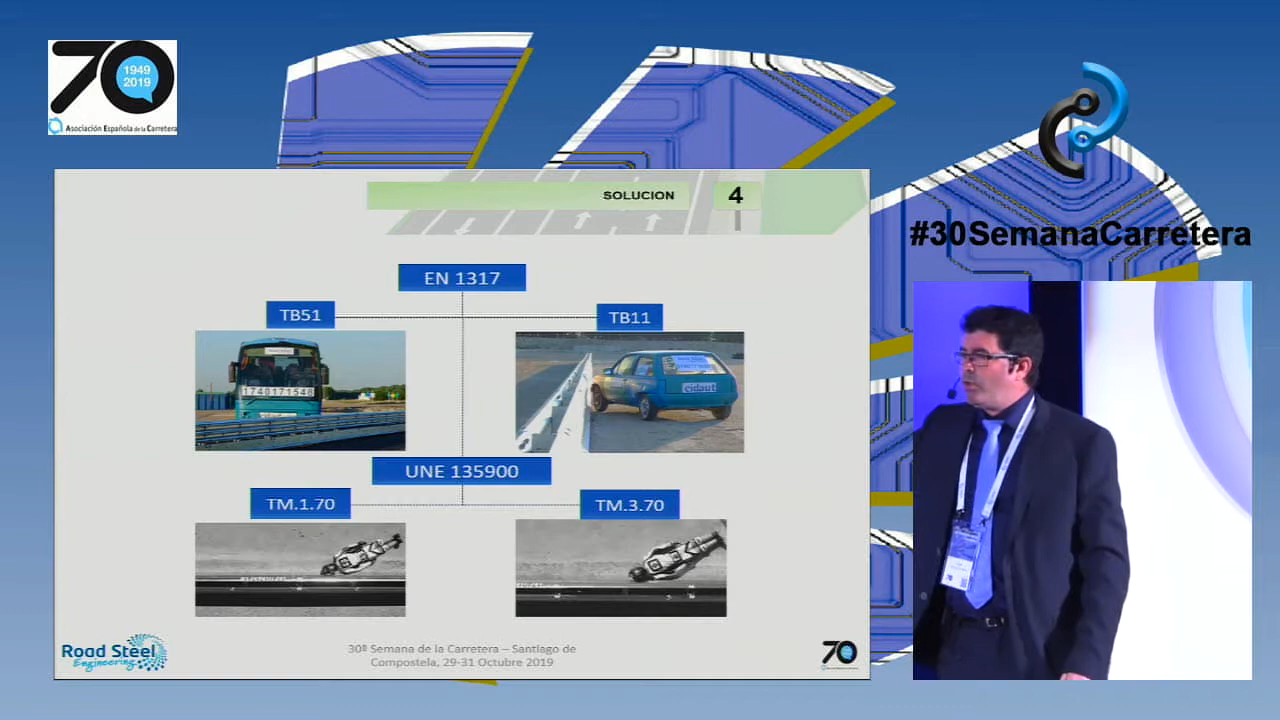 70
1949
2019
Asociación Española de la Carretera
#30SemanaCarretera
SOLUCION
4
EN 1317
TB51
TB11
1740171548
cidaut
UNE 135900
TM.1.70
TM.3.70
Road Steel
Engineering
30ª Semana de la Carretera – Santiago de
Compostela, 29-31 Octubre 2019
70